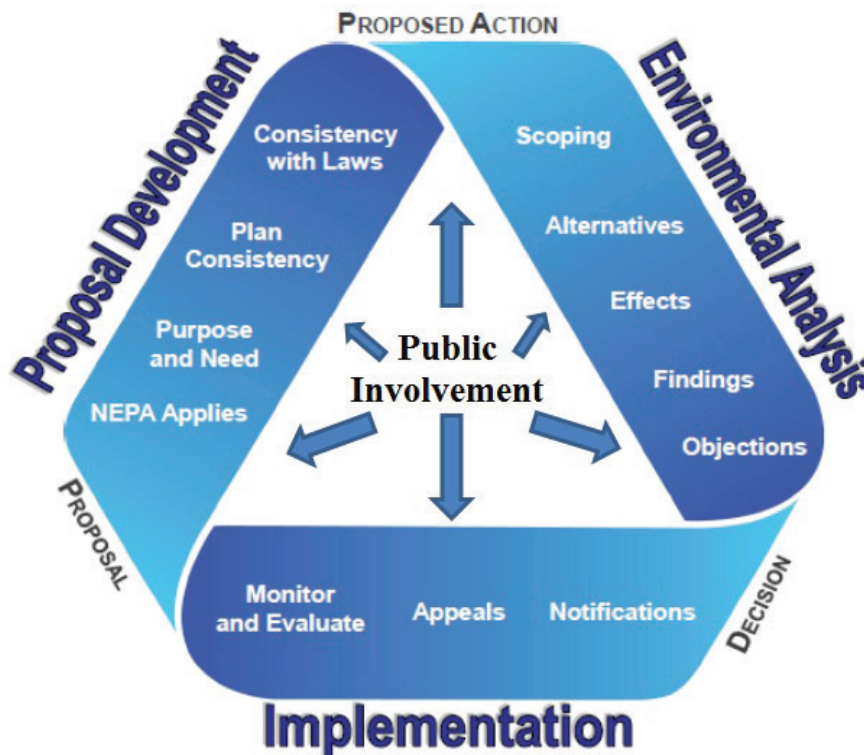 PROPOSED ACTION
Proposal Development
Consistency
with Laws
Plan
Consistency
Purpose
and Need
NEPA Applies
PROPOSAL
Environmental Analysis
Scoping
Alternatives
Effects
Findings
Objections
DECISION
Public
Involvement
Monitor
and Evaluate
Appeals
Notifications
Implementation